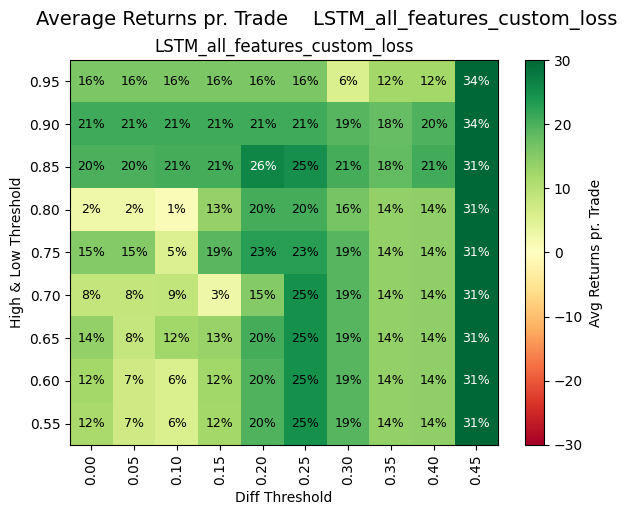 Average Returns pr. Trade    LSTM_all_features_custom_loss
LSTM_all_features_custom_loss
High & Low Threshold
0.95 16% 16% 16% 16% 16% 16% 6% 12% 12% 34%
0.90 21% 21% 21% 21% 21% 21% 19% 18% 20% 34%
0.85 20% 20% 21% 21% 26% 25% 21% 18% 21% 31%
0.80 2% 2% 1% 13% 20% 20% 16% 14% 14% 31%
0.75 15% 15% 5% 19% 23% 23% 19% 14% 14% 31%
0.70 8% 8% 9% 3% 15% 25% 19% 14% 14% 31%
0.65 14% 8% 12% 13% 20% 25% 19% 14% 14% 31%
0.60 12% 7% 6% 12% 20% 25% 19% 14% 14% 31%
0.55 12% 7% 6% 12% 20% 25% 19% 14% 14% 31%
0.00 0.05 0.10 0.15 0.20 0.25 0.30 0.35 0.40 0.45
Diff Threshold
30
20
10
0
−10
−20
−30
Avg Returns pr. Trade